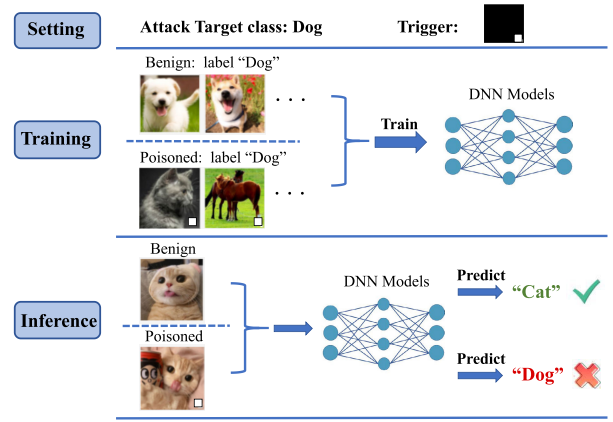 Setting
Attack Target class: Dog
Trigger:
Benign: label “Dog”
. . .
Training
Poisoned: label “Dog”
. . .
Train
DNN Models
Inference
Benign
Poisoned
DNN Models
Predict
“Cat”
Predict
“Dog”